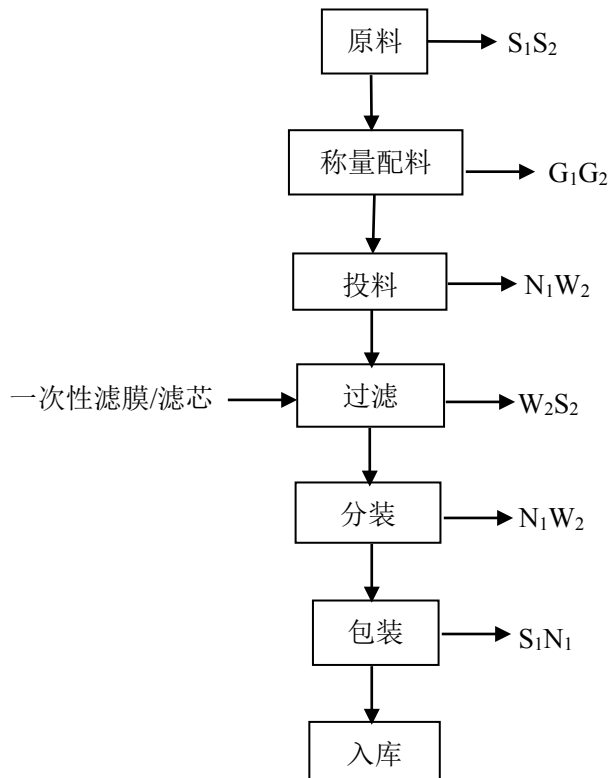 原料
S₁S₂
称量配料
G₁G₂
投料
N₁W₂
一次性滤膜/滤芯
过滤
W₂S₂
分装
N₁W₂
包装
S₁N₁
入库